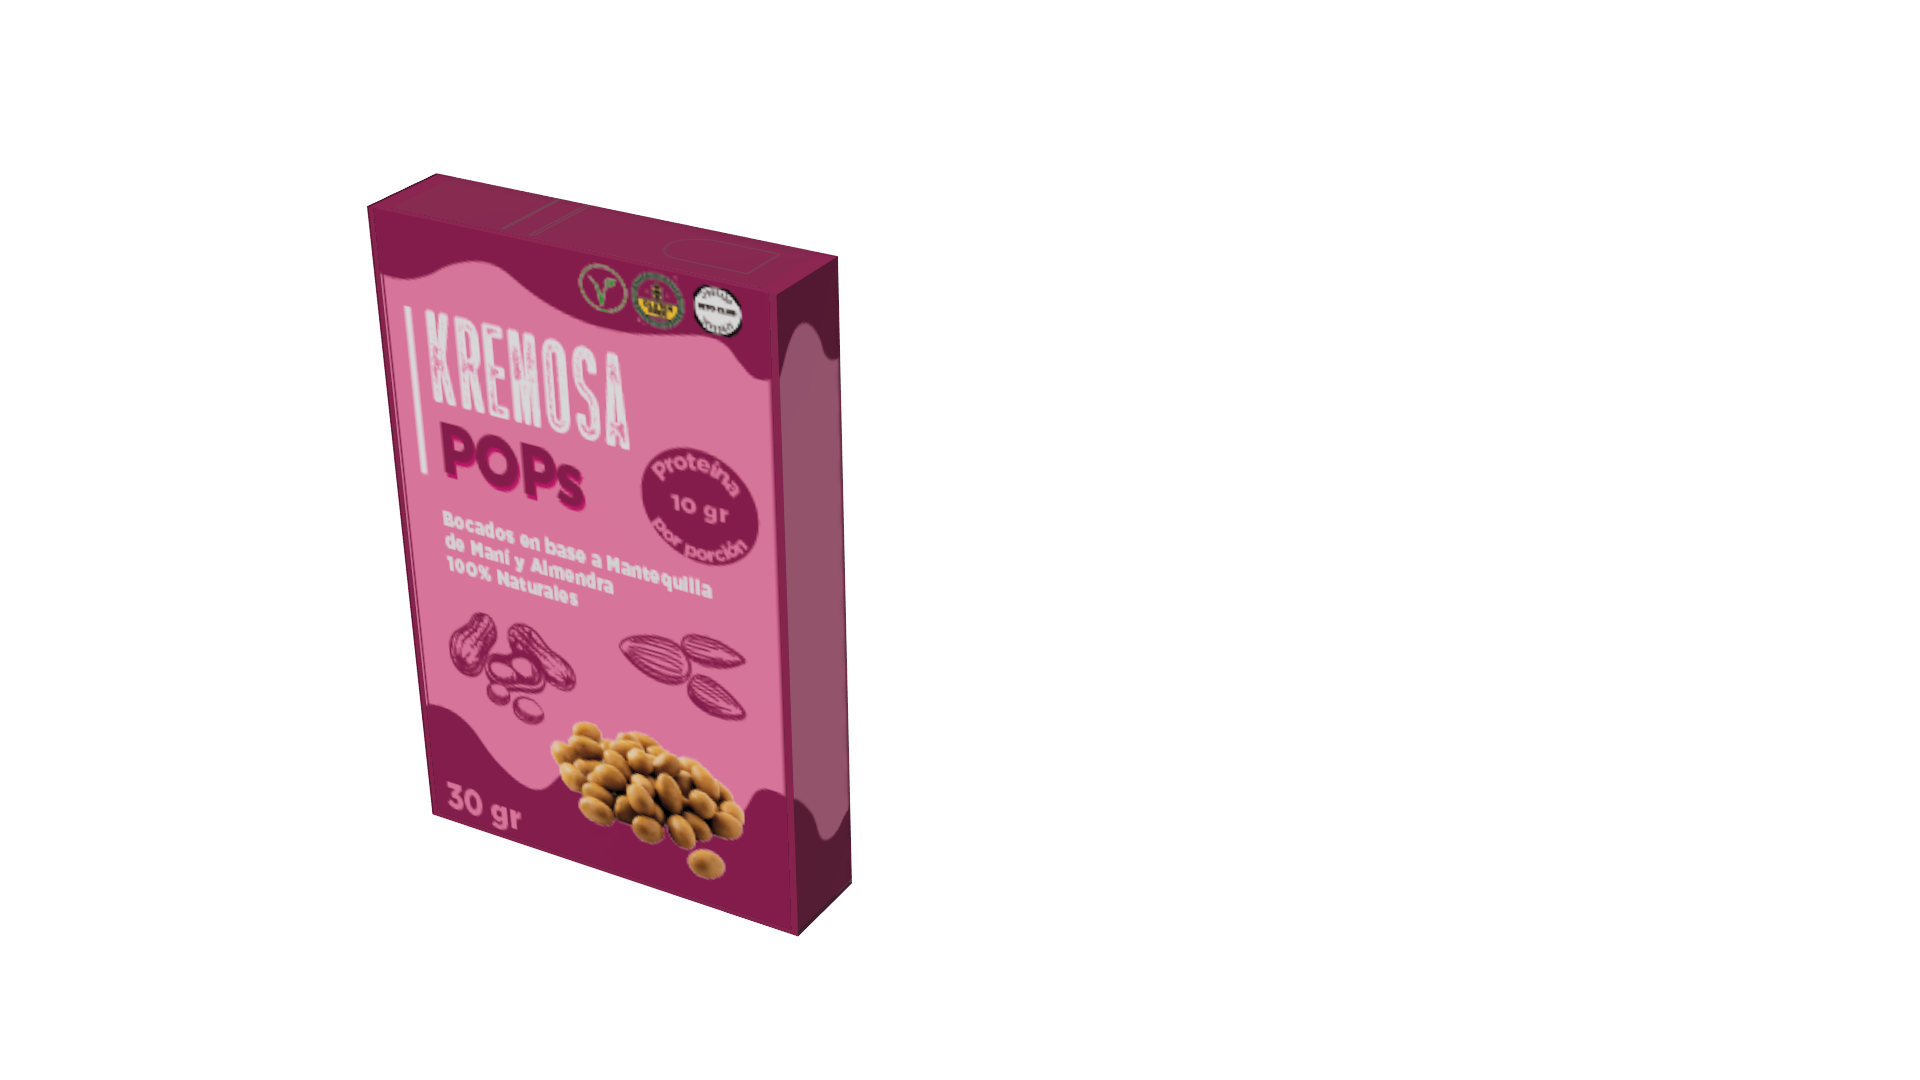 KREMOSA
POPs
Proteína
10 gr
por porción
Bocados en base a Mantequilla
de Maní y Almendra
100% Naturales
30 gr